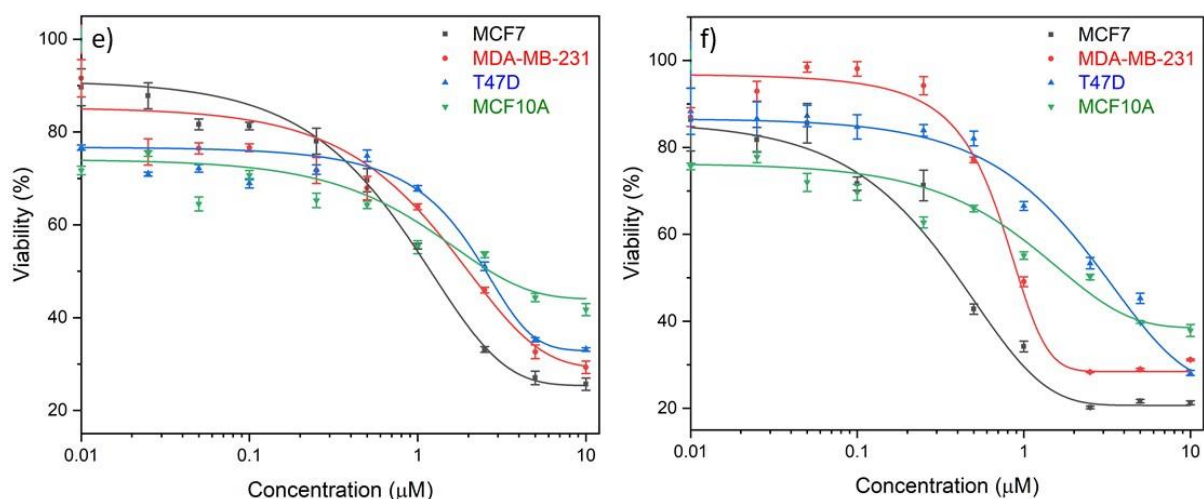 e)
MCF7
MDA-MB-231
T47D
MCF10A
Viability (%)
100
80
60
40
20
0.01
0.1
1
10
Concentration (μM)
f)
MCF7
MDA-MB-231
T47D
MCF10A
Viability (%)
100
80
60
40
20
0.01
0.1
1
10
Concentration (μM)